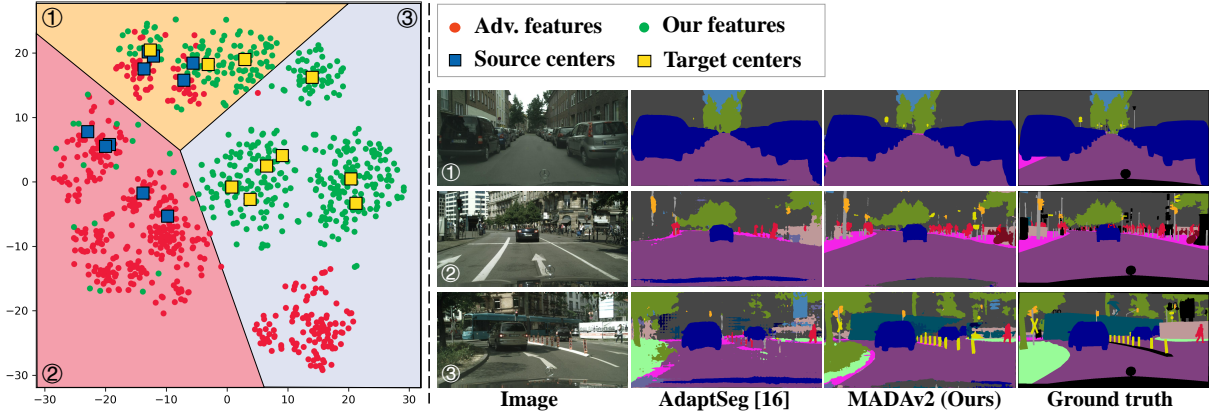 ① ③
②
20
10
0
−10
−20
−30
−30 −20 −10 0 10 20 30
Adv. features Our features
Source centers Target centers
①
②
③
Image AdaptSeg [16] MADAv2 (Ours) Ground truth